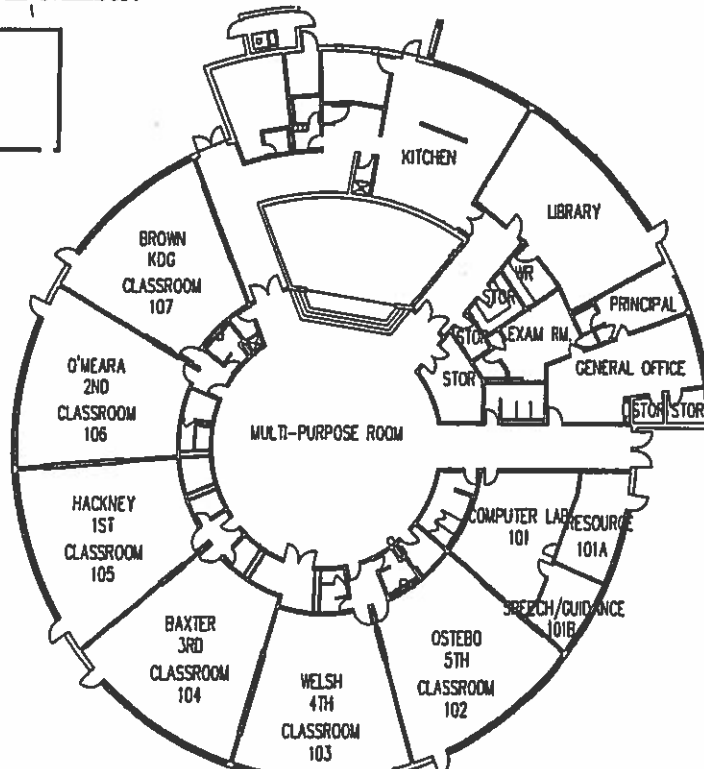 KITCHEN
LIBRARY
BROWN
KDG
CLASSROOM
107
WR
STOR
PRINCIPAL
STOR
EXAM RM.
O'MEARA
2ND
CLASSROOM
106
STOR
GENERAL OFFICE
STOR
STOR
MULTI-PURPOSE ROOM
HACKNEY
1ST
CLASSROOM
105
COMPUTER LAB
101
RESOURCE
101A
SPEECH/GUIDANCE
101B
BAXTER
3RD
CLASSROOM
104
WELSH
4TH
CLASSROOM
103
OSTEBO
5TH
CLASSROOM
102